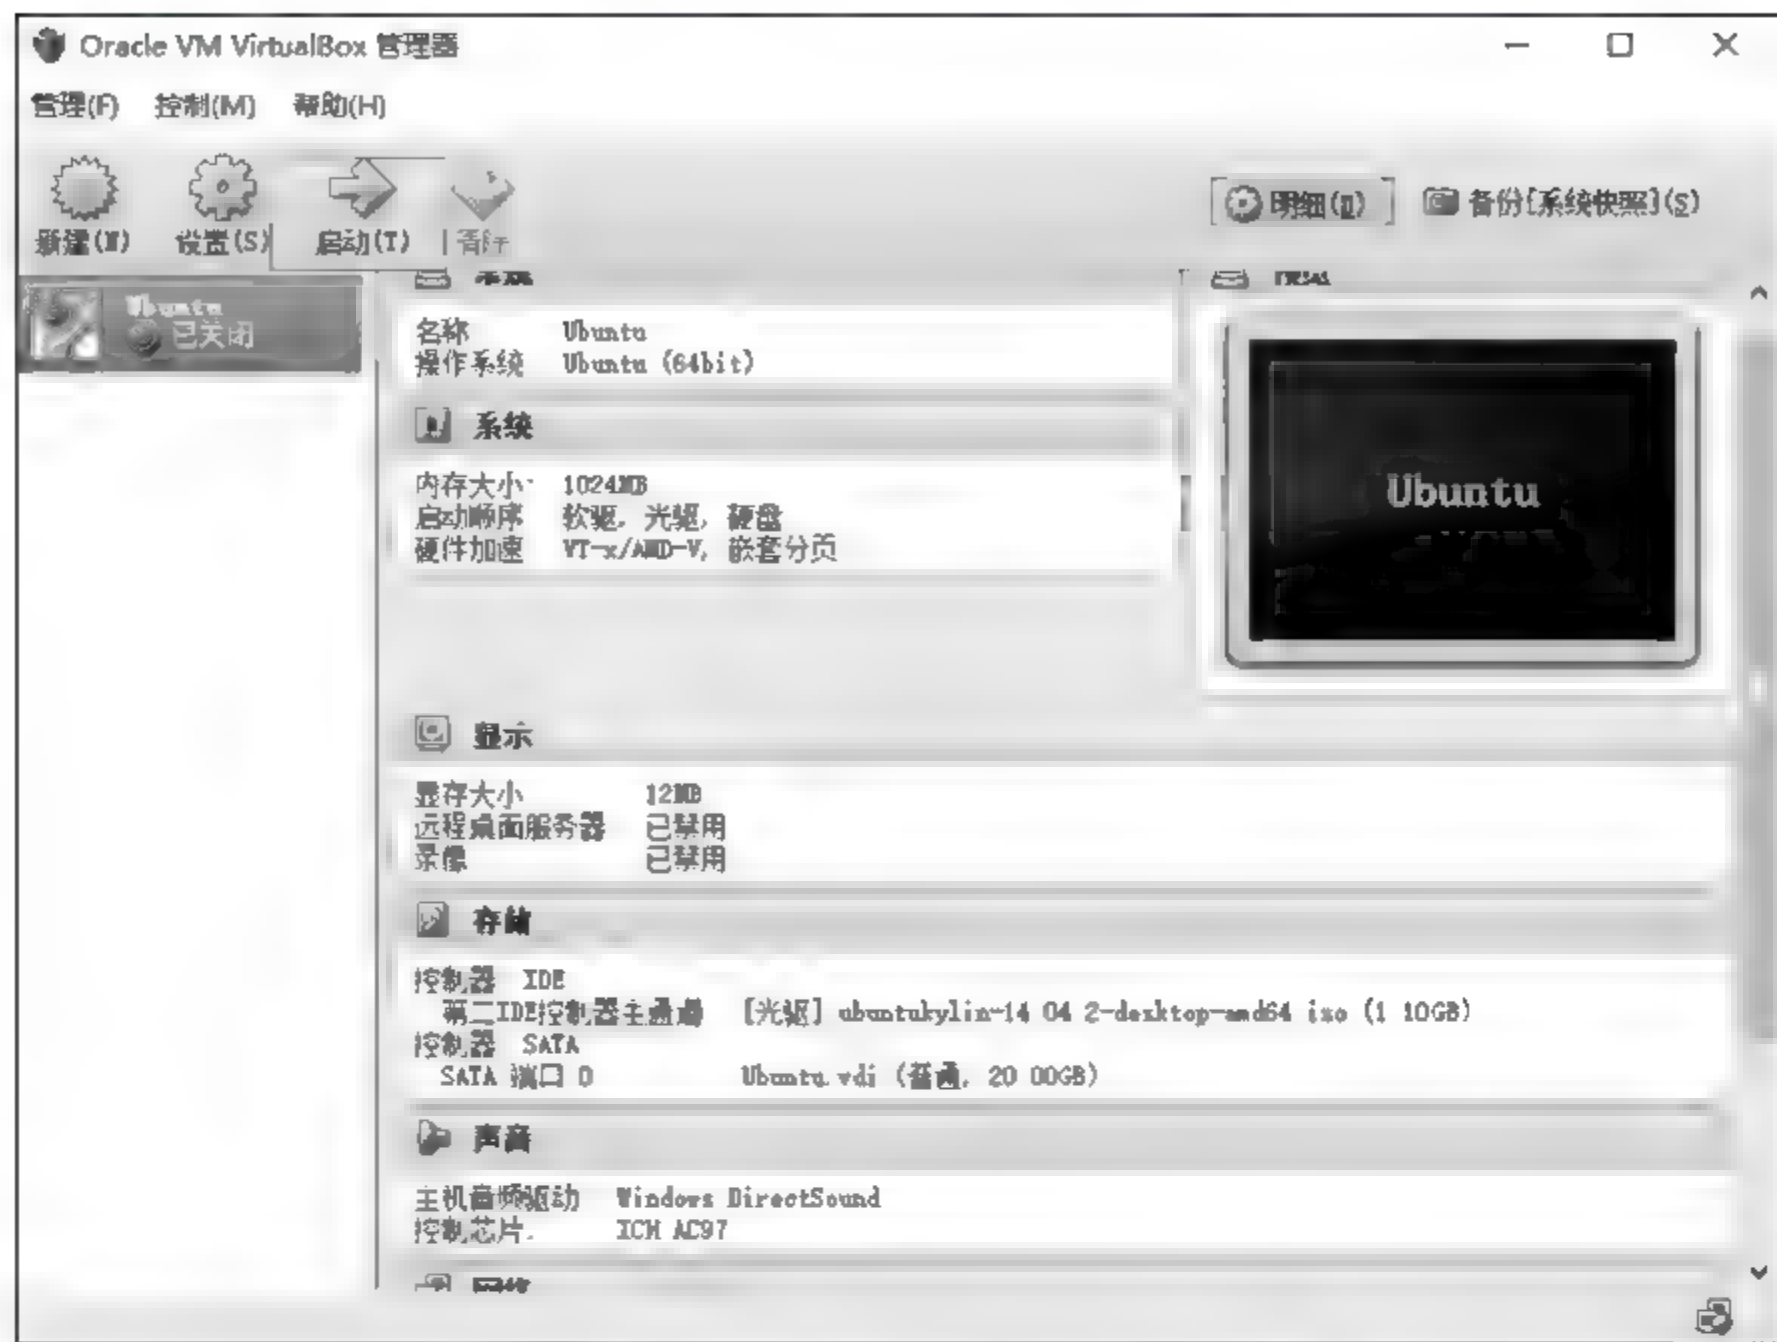 Oracle VM VirtualBox 管理器
管理(F) 控制(M) 帮助(H)
新建(N) 设置(S) 启动(T) 清除
明细(D) 备份[系统快照](S)
Ubuntu
已关闭
名称 Ubuntu
操作系统 Ubuntu (64bit)
系统
内存大小: 1024MB
启动顺序 软驱, 光驱, 硬盘
硬件加速 VT-x/AMD-V, 嵌套分页
Ubuntu
显示
显存大小 12MB
远程桌面服务器 已禁用
录像 已禁用
存储
控制器 IDE
第二IDE控制器主通道 [光驱] ubuntukylin-14 04 2-desktop-amd64 iso (1 10GB)
控制器 SATA
SATA 端口 0 Ubuntu.vdi (普通, 20 00GB)
声音
主机音频驱动 Windows DirectSound
控制芯片. ICH AC97